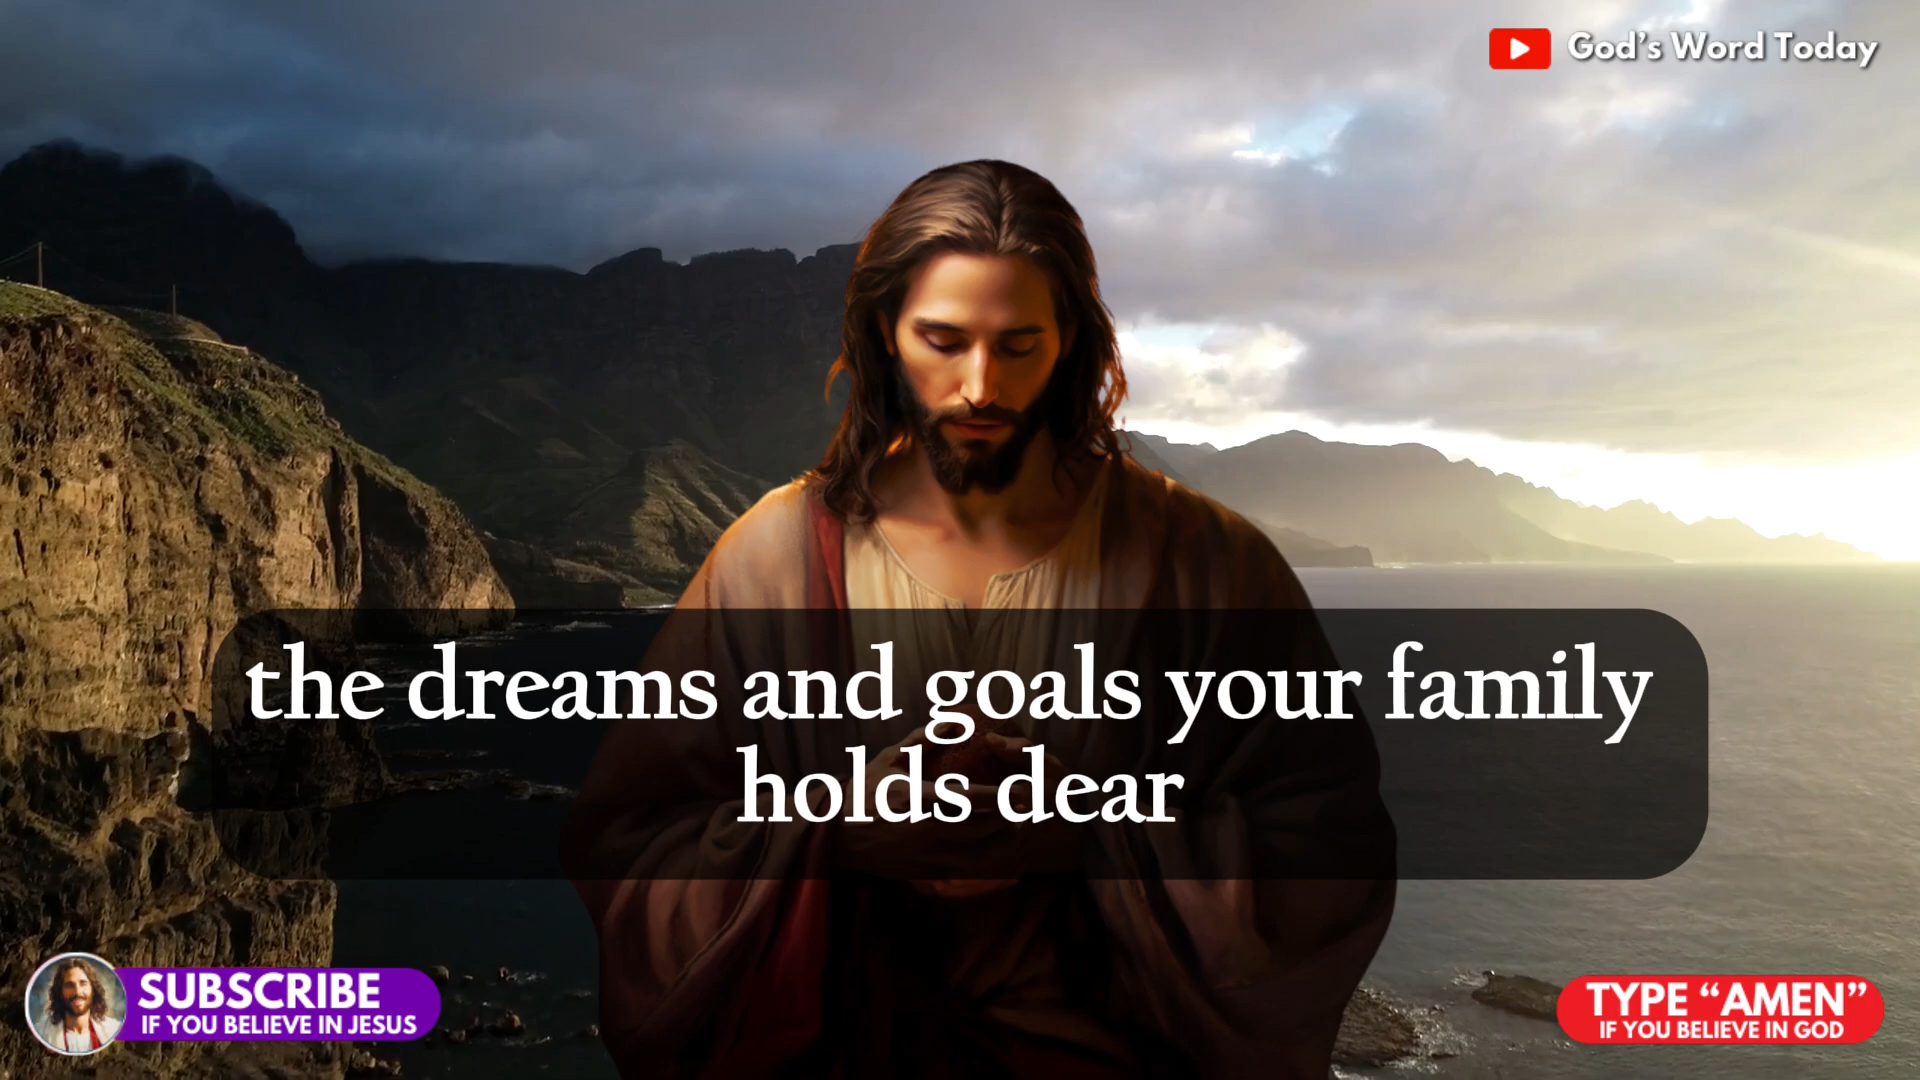 God’s Word Today
the dreams and goals your family
holds dear
SUBSCRIBE
IF YOU BELIEVE IN JESUS
TYPE “AMEN”
IF YOU BELIEVE IN GOD